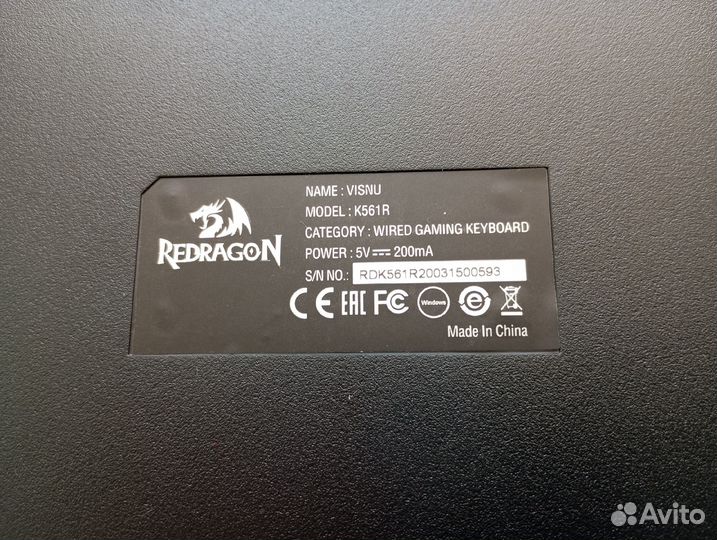 REDRAGON
NAME : VISNU
MODEL : K561R
CATEGORY : WIRED GAMING KEYBOARD
POWER : 5V⎓200mA
S/N NO.: RDK561R20031500593
CE EAC FC Windows e
Made In China
Avito